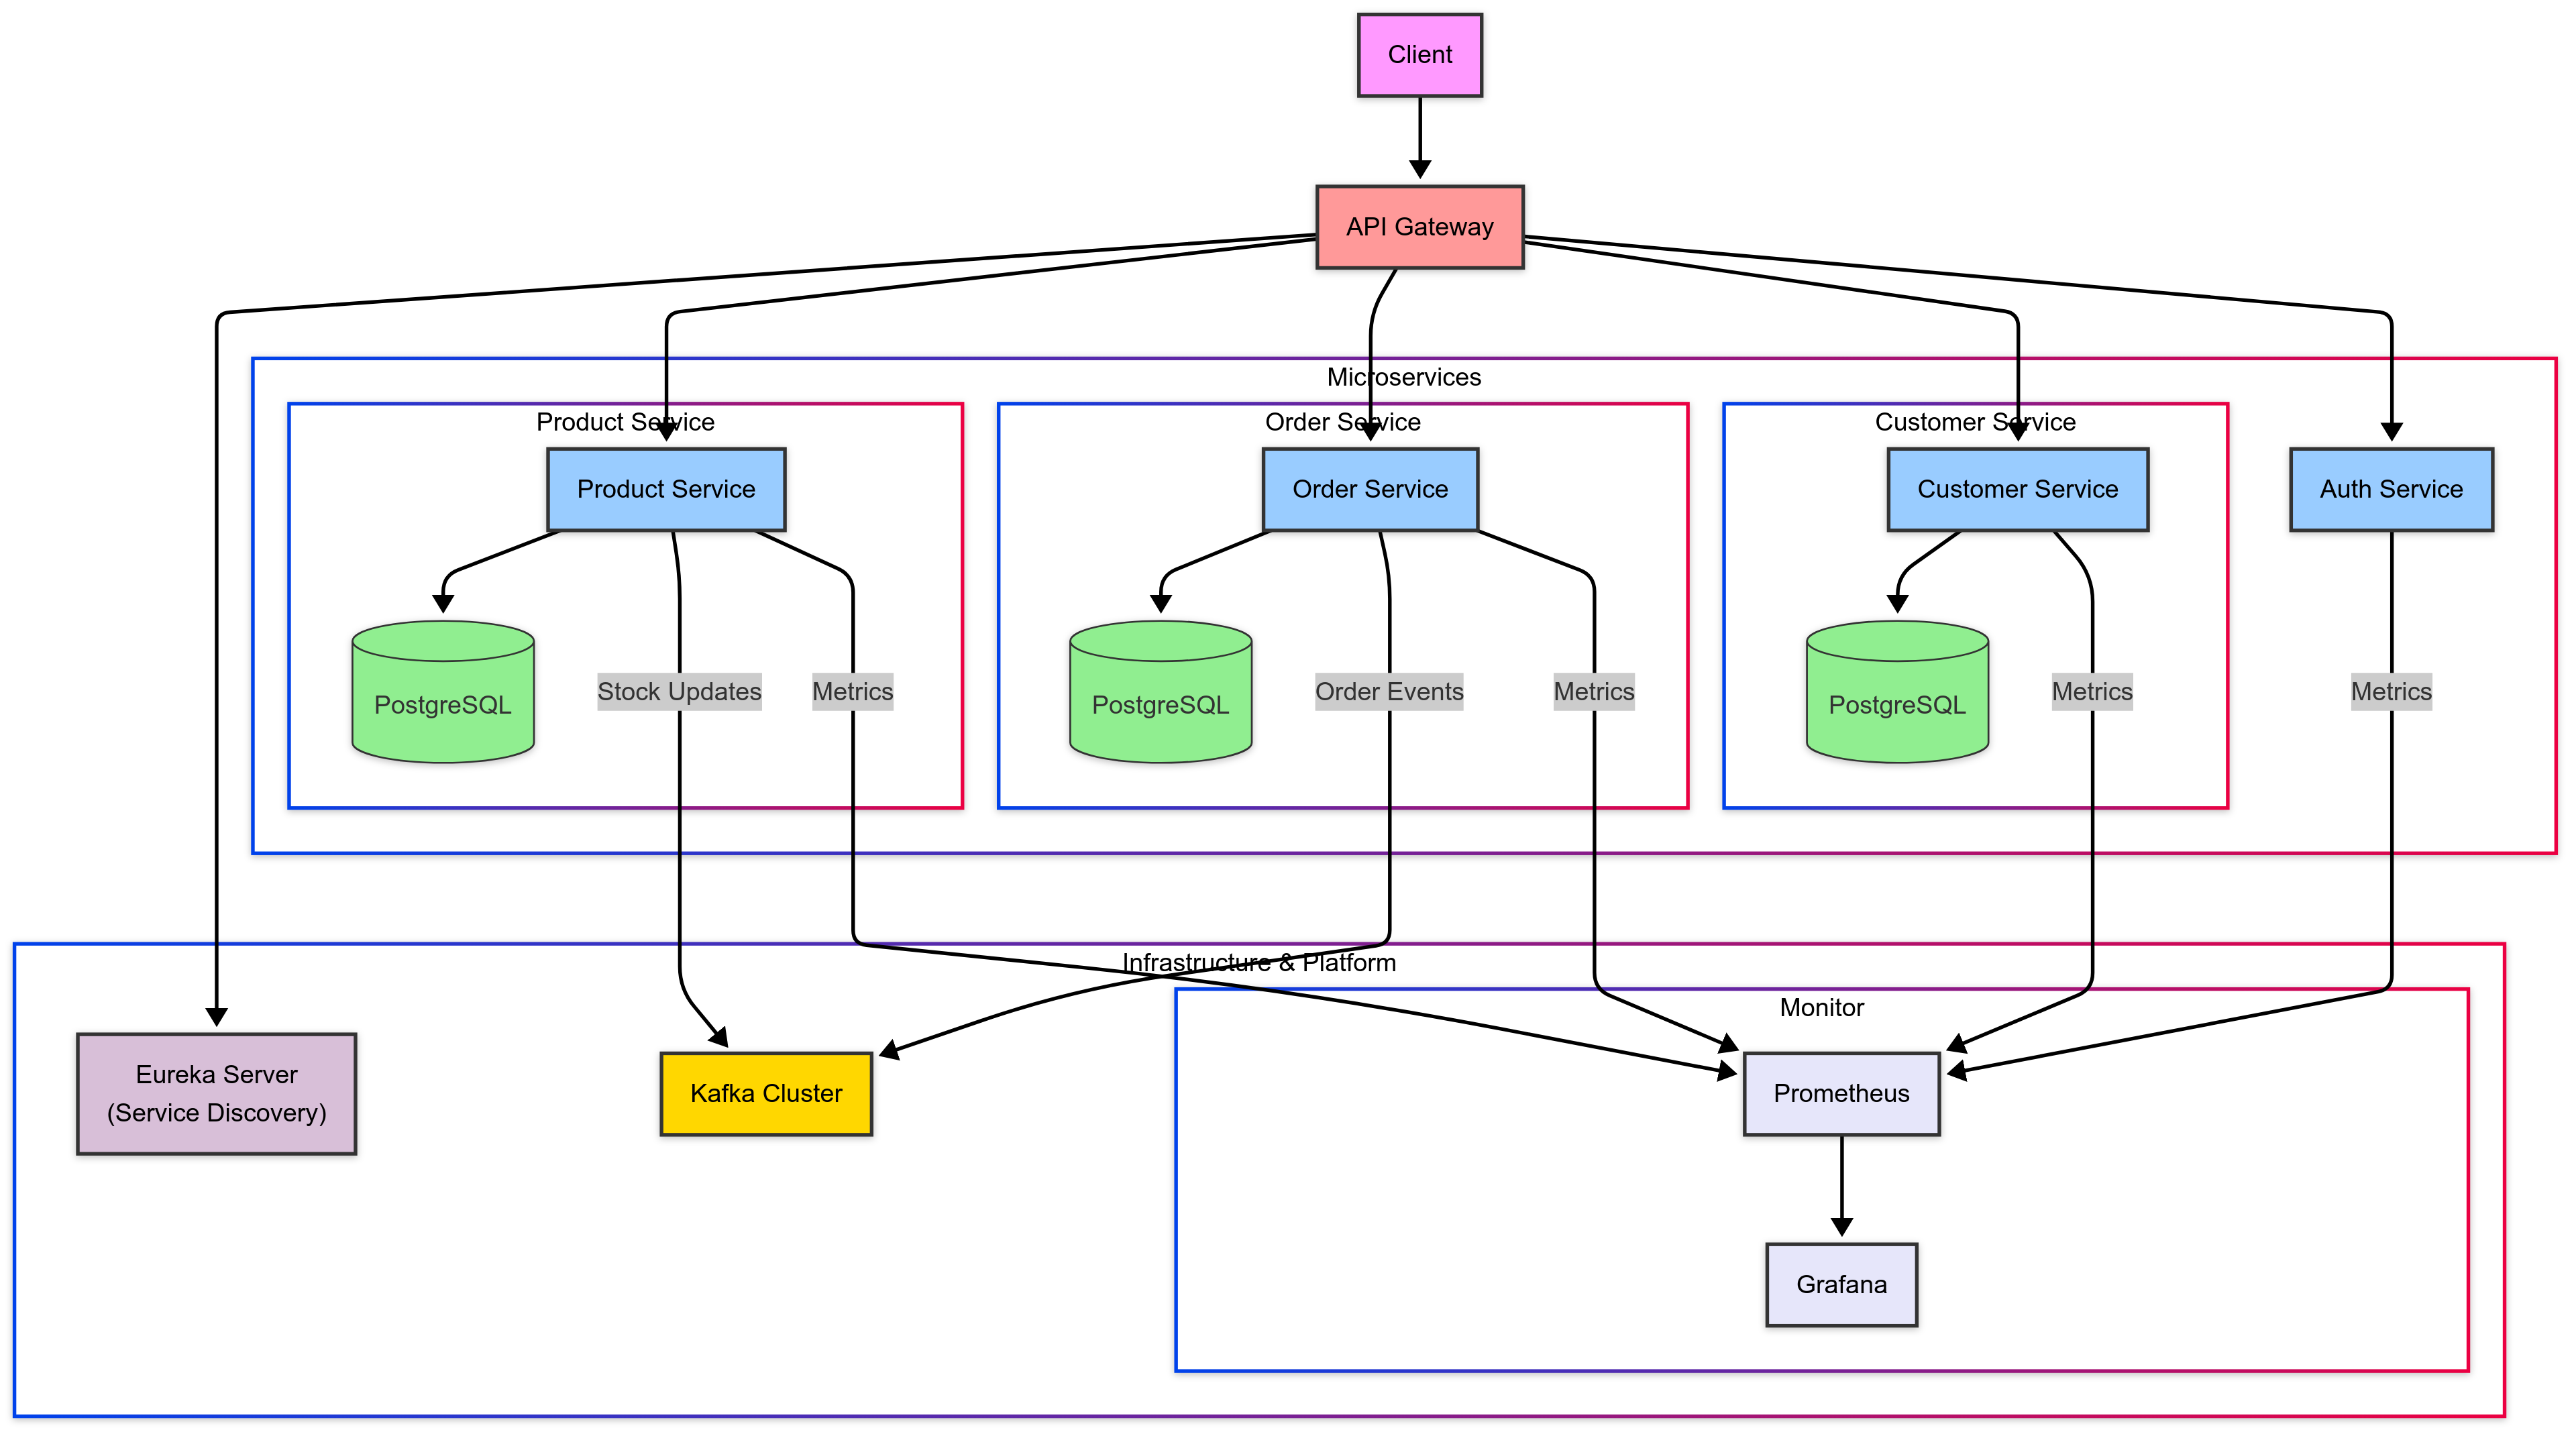 Client
API Gateway
Microservices
Product Service
Order Service
Customer Service
Product Service
Order Service
Customer Service
Auth Service
PostgreSQL
Stock Updates
Metrics
PostgreSQL
Order Events
Metrics
PostgreSQL
Metrics
Metrics
Infrastructure & Platform
Monitor
Eureka Server
(Service Discovery)
Kafka Cluster
Prometheus
Grafana